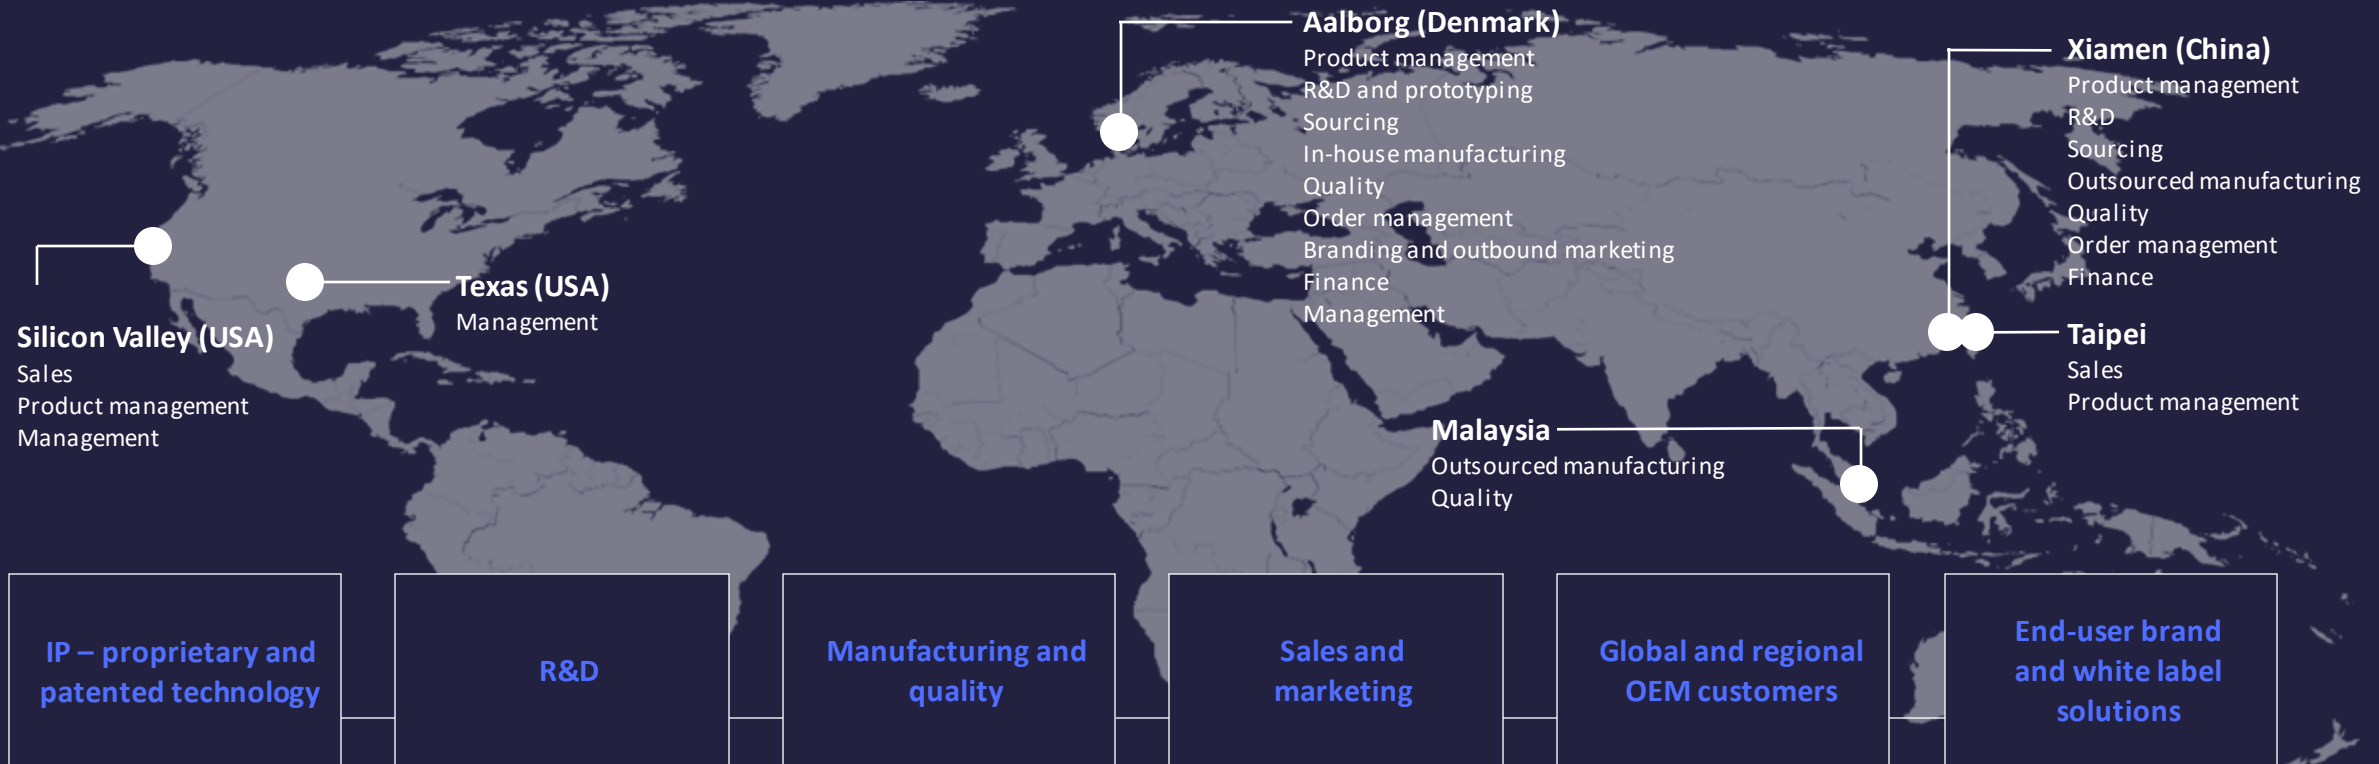 Aalborg (Denmark)
Product management
R&D and prototyping
Sourcing
In-house manufacturing
Quality
Order management
Branding and outbound marketing
Finance
Management
Xiamen (China)
Product management
R&D
Sourcing
Outsourced manufacturing
Quality
Order management
Finance
Texas (USA)
Management
Silicon Valley (USA)
Sales
Product management
Management
Taipei
Sales
Product management
Malaysia
Outsourced manufacturing
Quality
IP – proprietary and
patented technology
R&D
Manufacturing and
quality
Sales and
marketing
Global and regional
OEM customers
End-user brand
and white label
solutions